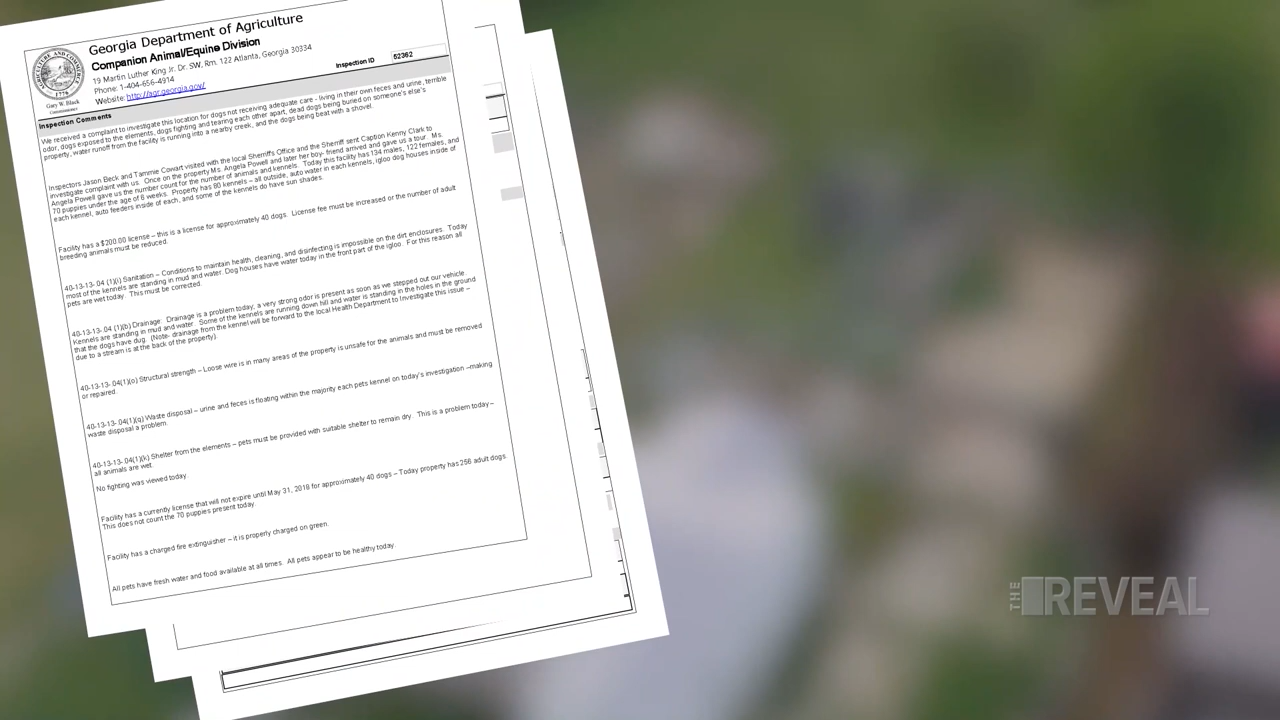 Georgia Department of Agriculture
Companion Animal/Equine Division
19 Martin Luther King Jr. Dr. SW, Rm. 122 Atlanta, Georgia 30334
Phone: 1-404-656-4914
Website: http://agr.georgia.gov/
Inspection ID
52362
AGRICULTURE AND COMMERCE
1776
Gary W. Black
Commissioner
Inspection Comments
We received a complaint to investigate this location for dogs not receiving adequate care - living in their own feces and urine, terrible
odor, dogs exposed to the elements, dogs fighting and tearing each other apart, dead dogs being buried on someone's else's
property, water runoff from the facility is running into a nearby creek, and the dogs being beat with a shovel.
Inspectors Jason Beck and Tammie Cowart visited with the local Sherriff's Office and the Sheriff sent Caption Kenny Clark to
investigate complaint with us. Once on the property Ms. Angela Powell and later her boy- friend arrived and gave us a tour. Ms.
Angela Powell gave us the number count for the number of animals and kennels. Today this facility has 134 males, 122 females, and
70 puppies under the age of 8 weeks. Property has 80 kennels – all outside, auto water in each kennels, igloo dog houses inside of
each kennel, auto feeders inside of each, and some of the kennels do have sun shades.
Facility has a $200.00 license – this is a license for approximately 40 dogs. License fee must be increased or the number of adult
breeding animals must be reduced.
40-13-13-.04 (1)(i) Sanitation – Conditions to maintain health, cleaning, and disinfecting is impossible on the dirt enclosures. Today
most of the kennels are standing in mud and water. Dog houses have water today in the front part of the igloo. For this reason all
pets are wet today. This must be corrected.
40-13-13-.04 (1)(b) Drainage: Drainage is a problem today, a very strong odor is present as soon as we stepped out our vehicle.
Kennels are standing in mud and water. Some of the kennels are running down hill and water is standing in the holes in the ground
that the dogs have dug. (Note- drainage from the kennel will be forward to the local Health Department to Investigate this issue –
due to a stream is at the back of the property).
40-13-13-.04(1)(o) Structural strength – Loose wire is in many areas of the property is unsafe for the animals and must be removed
or repaired.
40-13-13-.04(1)(q) Waste disposal – urine and feces is floating within the majority each pets kennel on today's investigation –making
waste disposal a problem.
40-13-13-.04(1)(k) Shelter from the elements – pets must be provided with suitable shelter to remain dry. This is a problem today –
all animals are wet.
No fighting was viewed today.
Facility has a currently license that will not expire until May 31, 2018 for approximately 40 dogs – Today property has 256 adult dogs.
This does not count the 70 puppies present today.
Facility has a charged fire extinguisher – it is properly charged on green.
All pets have fresh water and food available at all times. All pets appear to be healthy today.
THE REVEAL